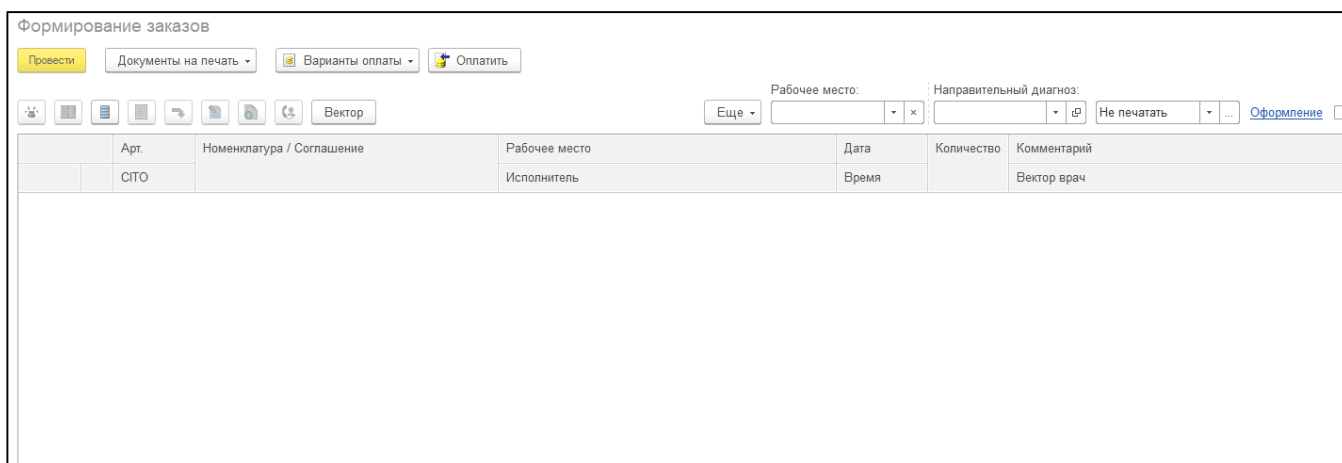 Формирование заказов
Провести Документы на печать Варианты оплаты Оплатить
Рабочее место: Направительный диагноз:
Вектор Еще Не печатать ... Оформление
Арт. Номенклатура / Соглашение Рабочее место Дата Количество Комментарий
CITO Исполнитель Время Вектор врач